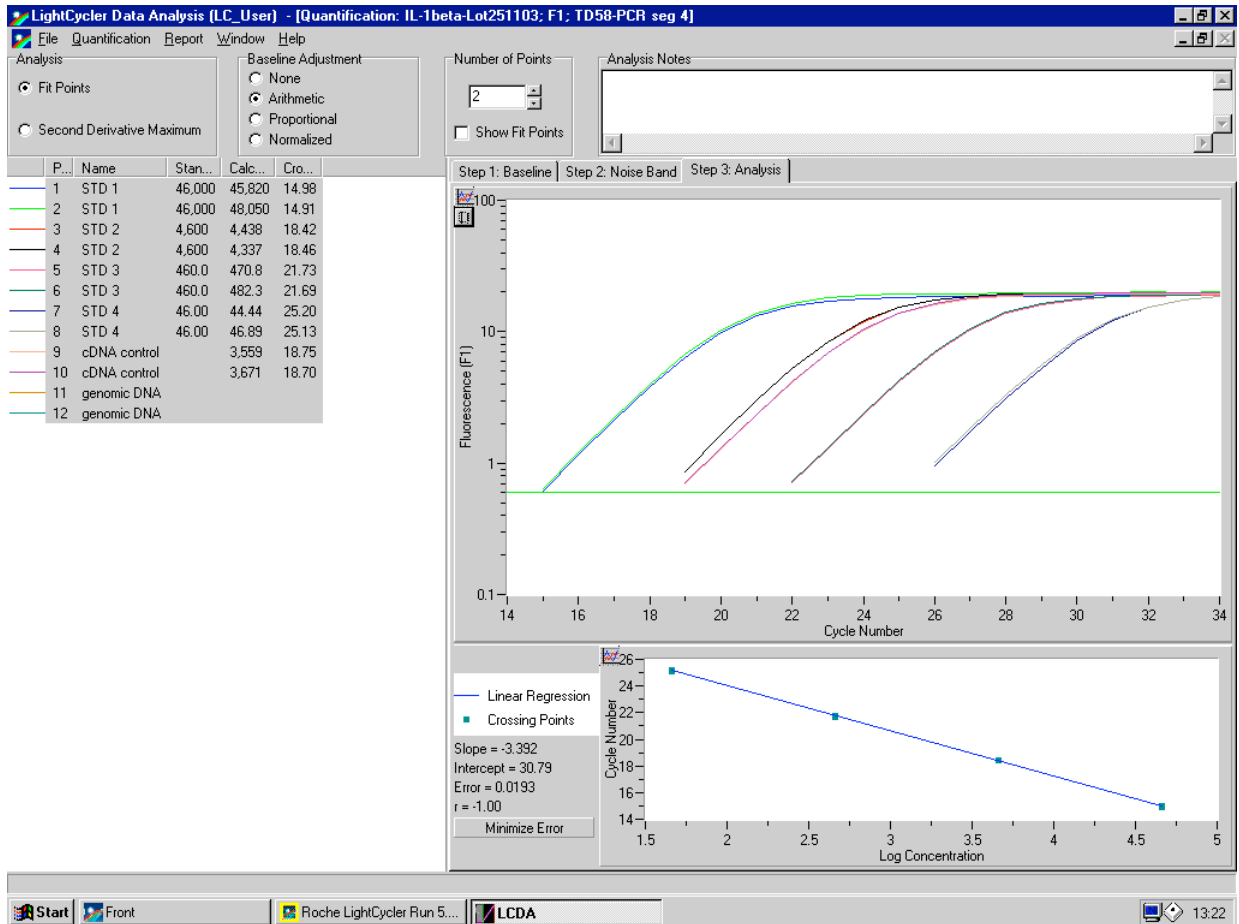 LightCycler Data Analysis (LC_User) - [Quantification: IL-1beta-Lot251103; F1; TD58-PCR seg 4]
File Quantification Report Window Help
Analysis
Fit Points
Second Derivative Maximum
Baseline Adjustment
None
Arithmetic
Proportional
Normalized
Number of Points
2
Show Fit Points
Analysis Notes
P... Name Stan... Calc... Cro...
1 STD 1 46,000 45,820 14.98
2 STD 1 46,000 48,050 14.91
3 STD 2 4,600 4,438 18.42
4 STD 2 4,600 4,337 18.46
5 STD 3 460.0 470.8 21.73
6 STD 3 460.0 482.3 21.69
7 STD 4 46.00 44.44 25.20
8 STD 4 46.00 46.89 25.13
9 cDNA control 3,559 18.75
10 cDNA control 3,671 18.70
11 genomic DNA
12 genomic DNA
Step 1: Baseline Step 2: Noise Band Step 3: Analysis
100
10
1
0.1
Fluorescence (F1)
14 16 18 20 22 24 26 28 30 32 34
Cycle Number
Linear Regression
Crossing Points
Slope = -3.392
Intercept = 30.79
Error = 0.0193
r = -1.00
Minimize Error
26
24
22
20
18
16
14
Cycle Number
1.5 2 2.5 3 3.5 4 4.5 5
Log Concentration
Start Front Roche LightCycler Run 5.... LCDA 13:22